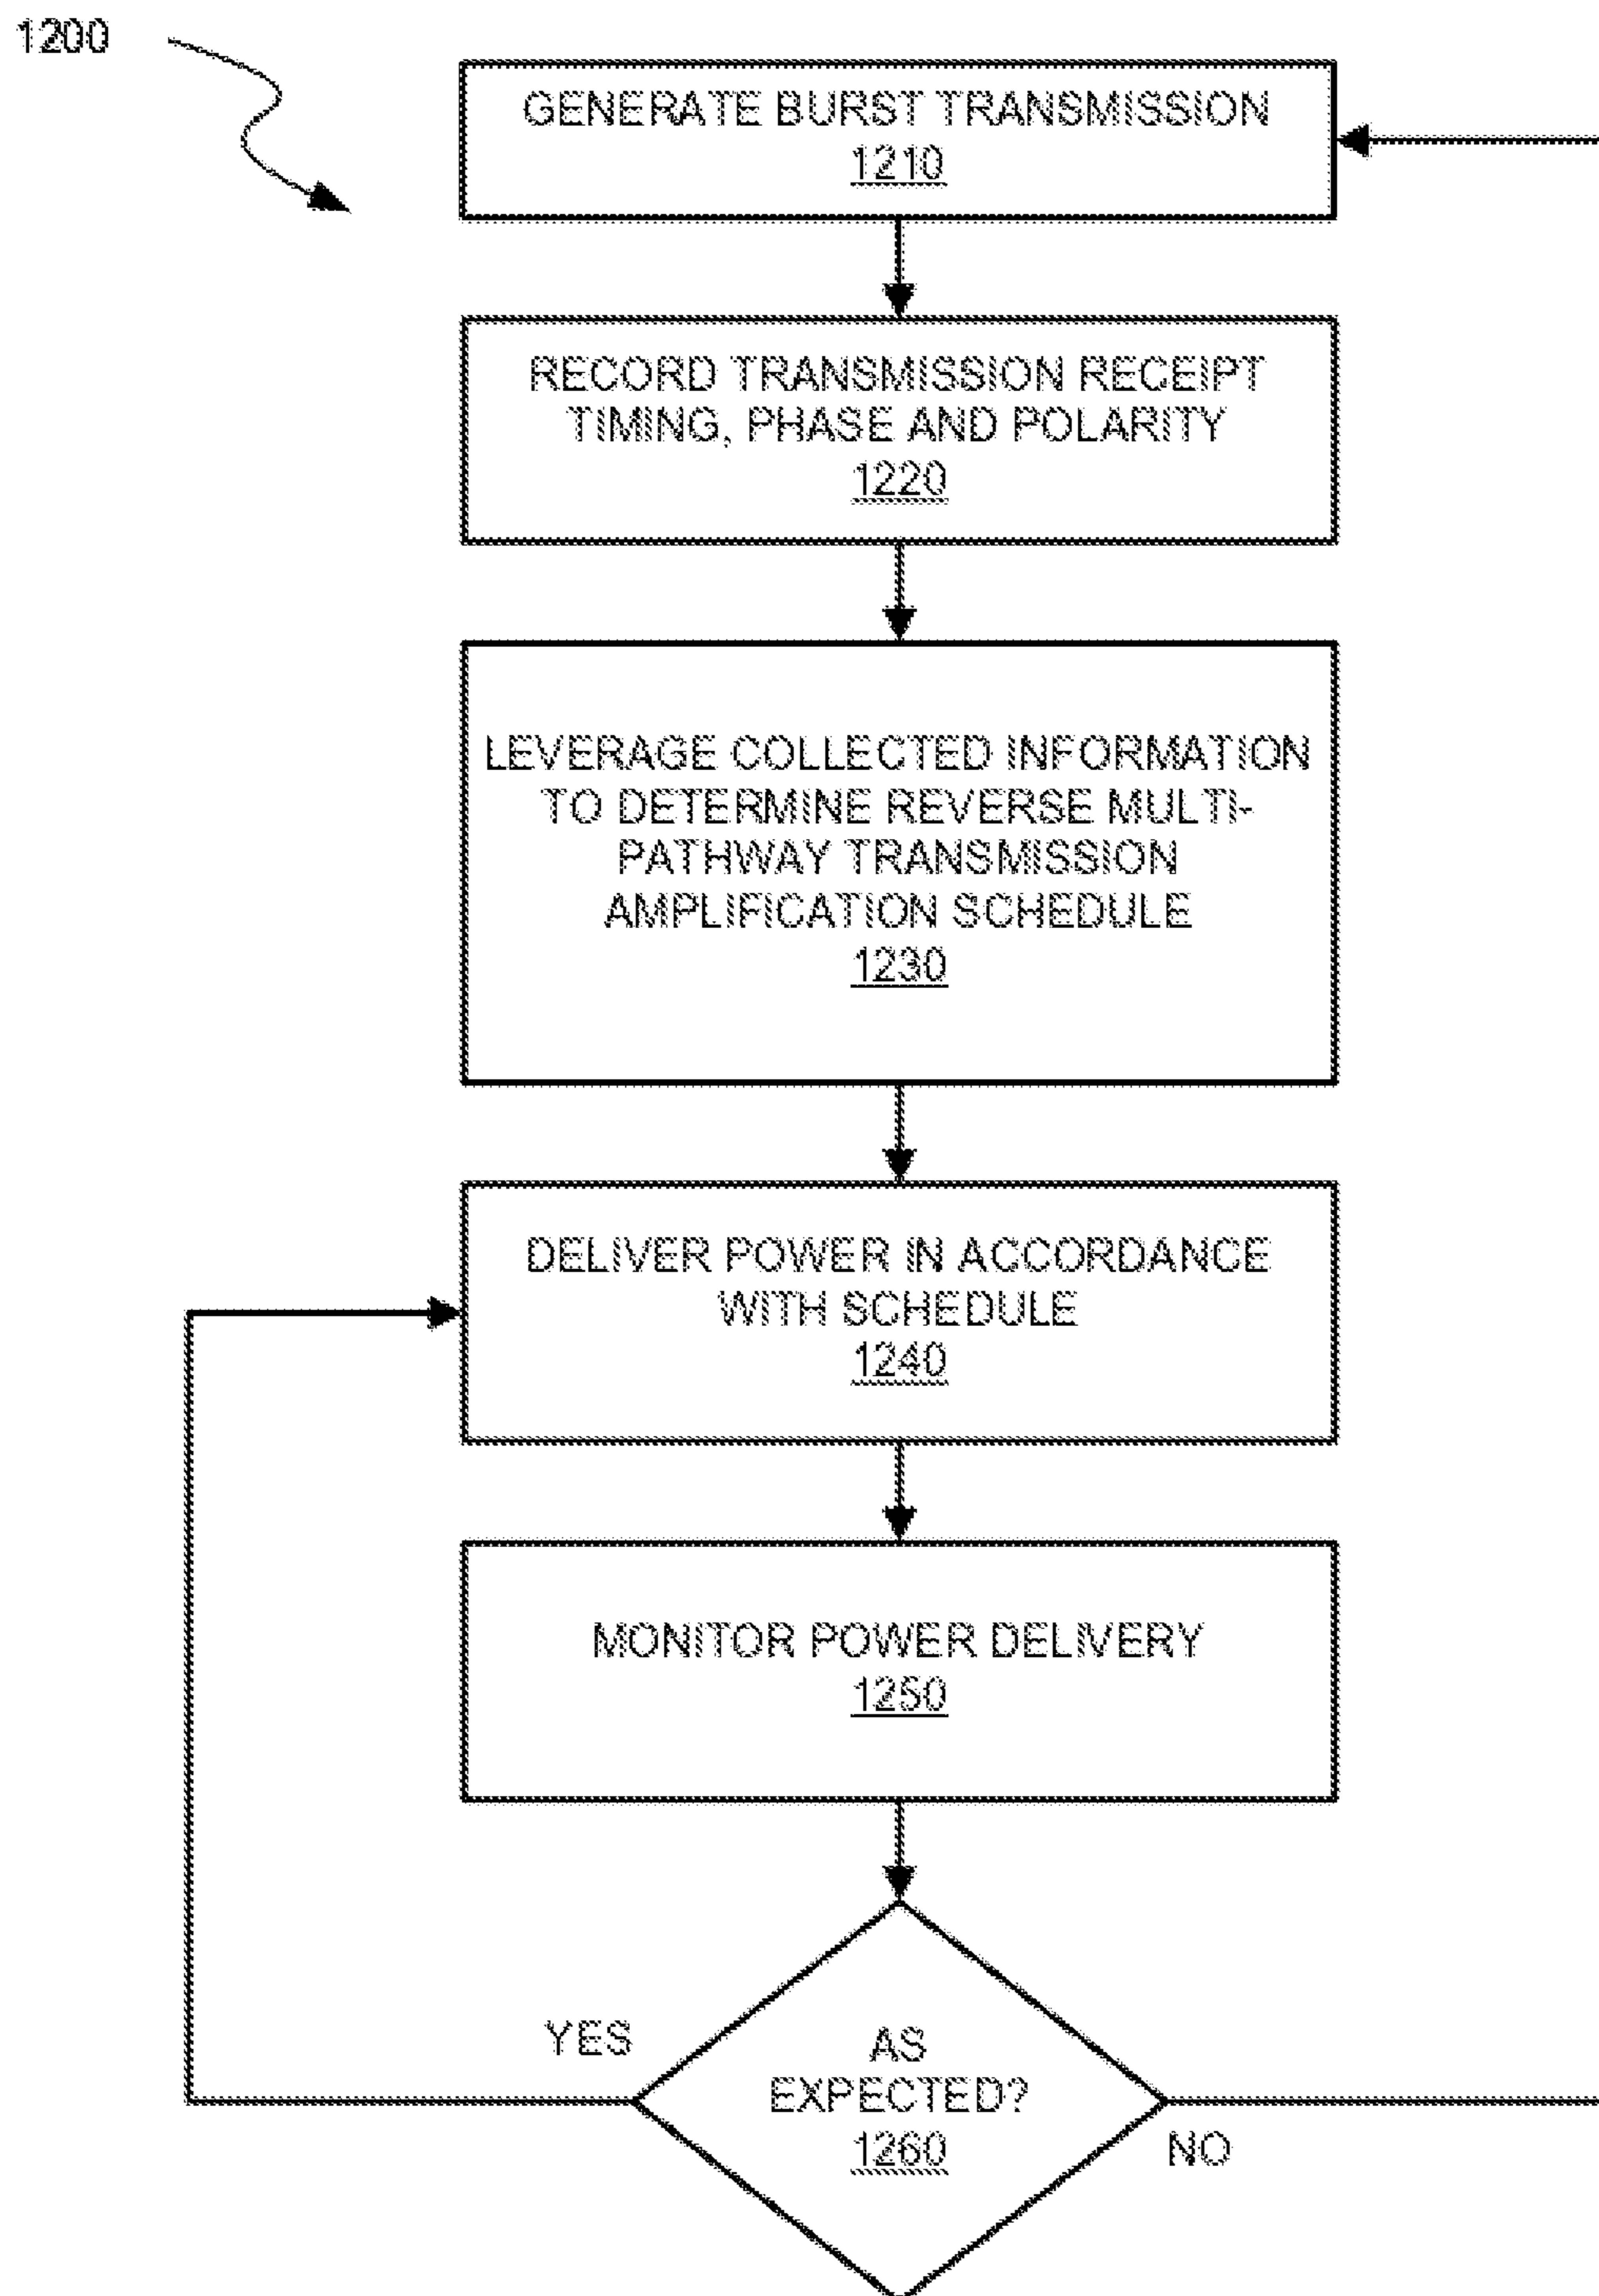 1200
GENERATE BURST TRANSMISSION
1210
RECORD TRANSMISSION RECEIPT
TIMING, PHASE AND POLARITY
1220
LEVERAGE COLLECTED INFORMATION
TO DETERMINE REVERSE MULTI-
PATHWAY TRANSMISSION
AMPLIFICATION SCHEDULE
1230
DELIVER POWER IN ACCORDANCE
WITH SCHEDULE
1240
MONITOR POWER DELIVERY
1250
YES
AS
EXPECTED?
1260
NO